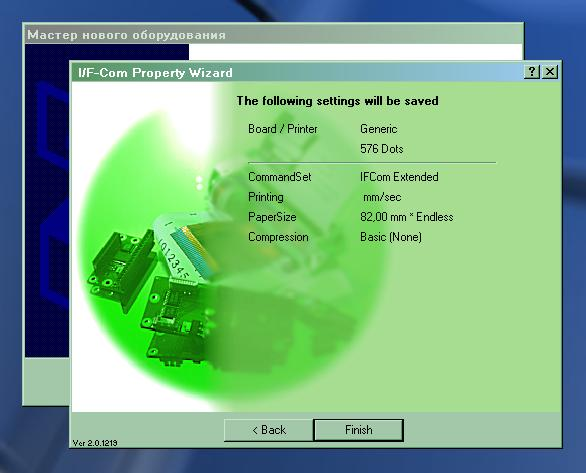 Мастер нового оборудования
I/F-Com Property Wizard
The following settings will be saved
Board / Printer Generic
576 Dots
CommandSet IFCom Extended
Printing mm/sec
PaperSize 82,00 mm * Endless
Compression Basic (None)
012345
< Back Finish
Ver 2.0.1219